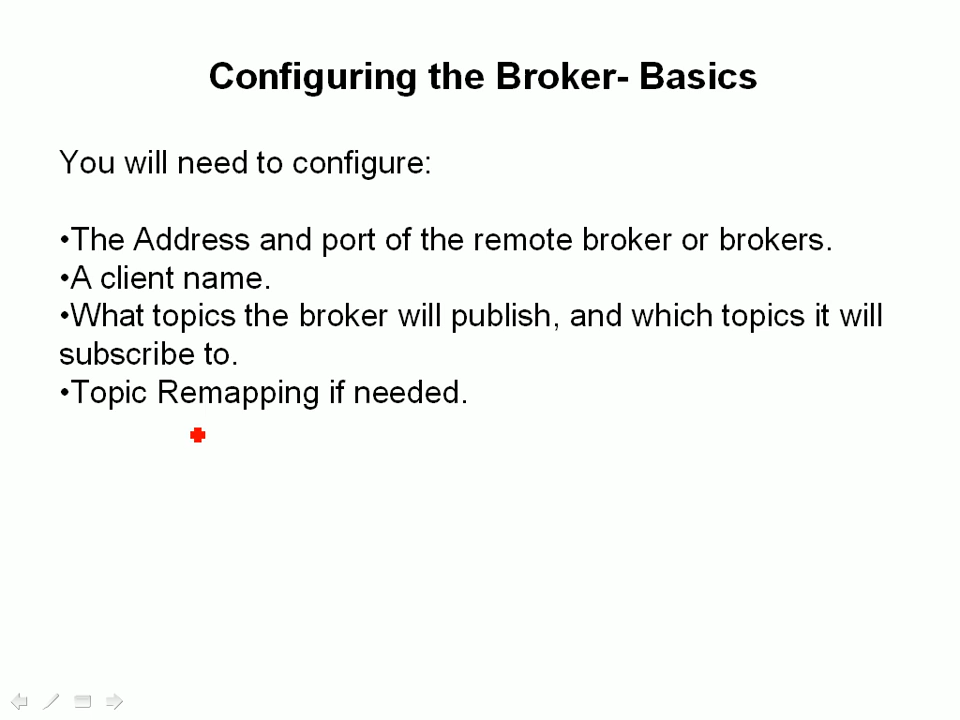 Configuring the Broker- Basics
You will need to configure:
•The Address and port of the remote broker or brokers.
•A client name.
•What topics the broker will publish, and which topics it will
subscribe to.
•Topic Remapping if needed.